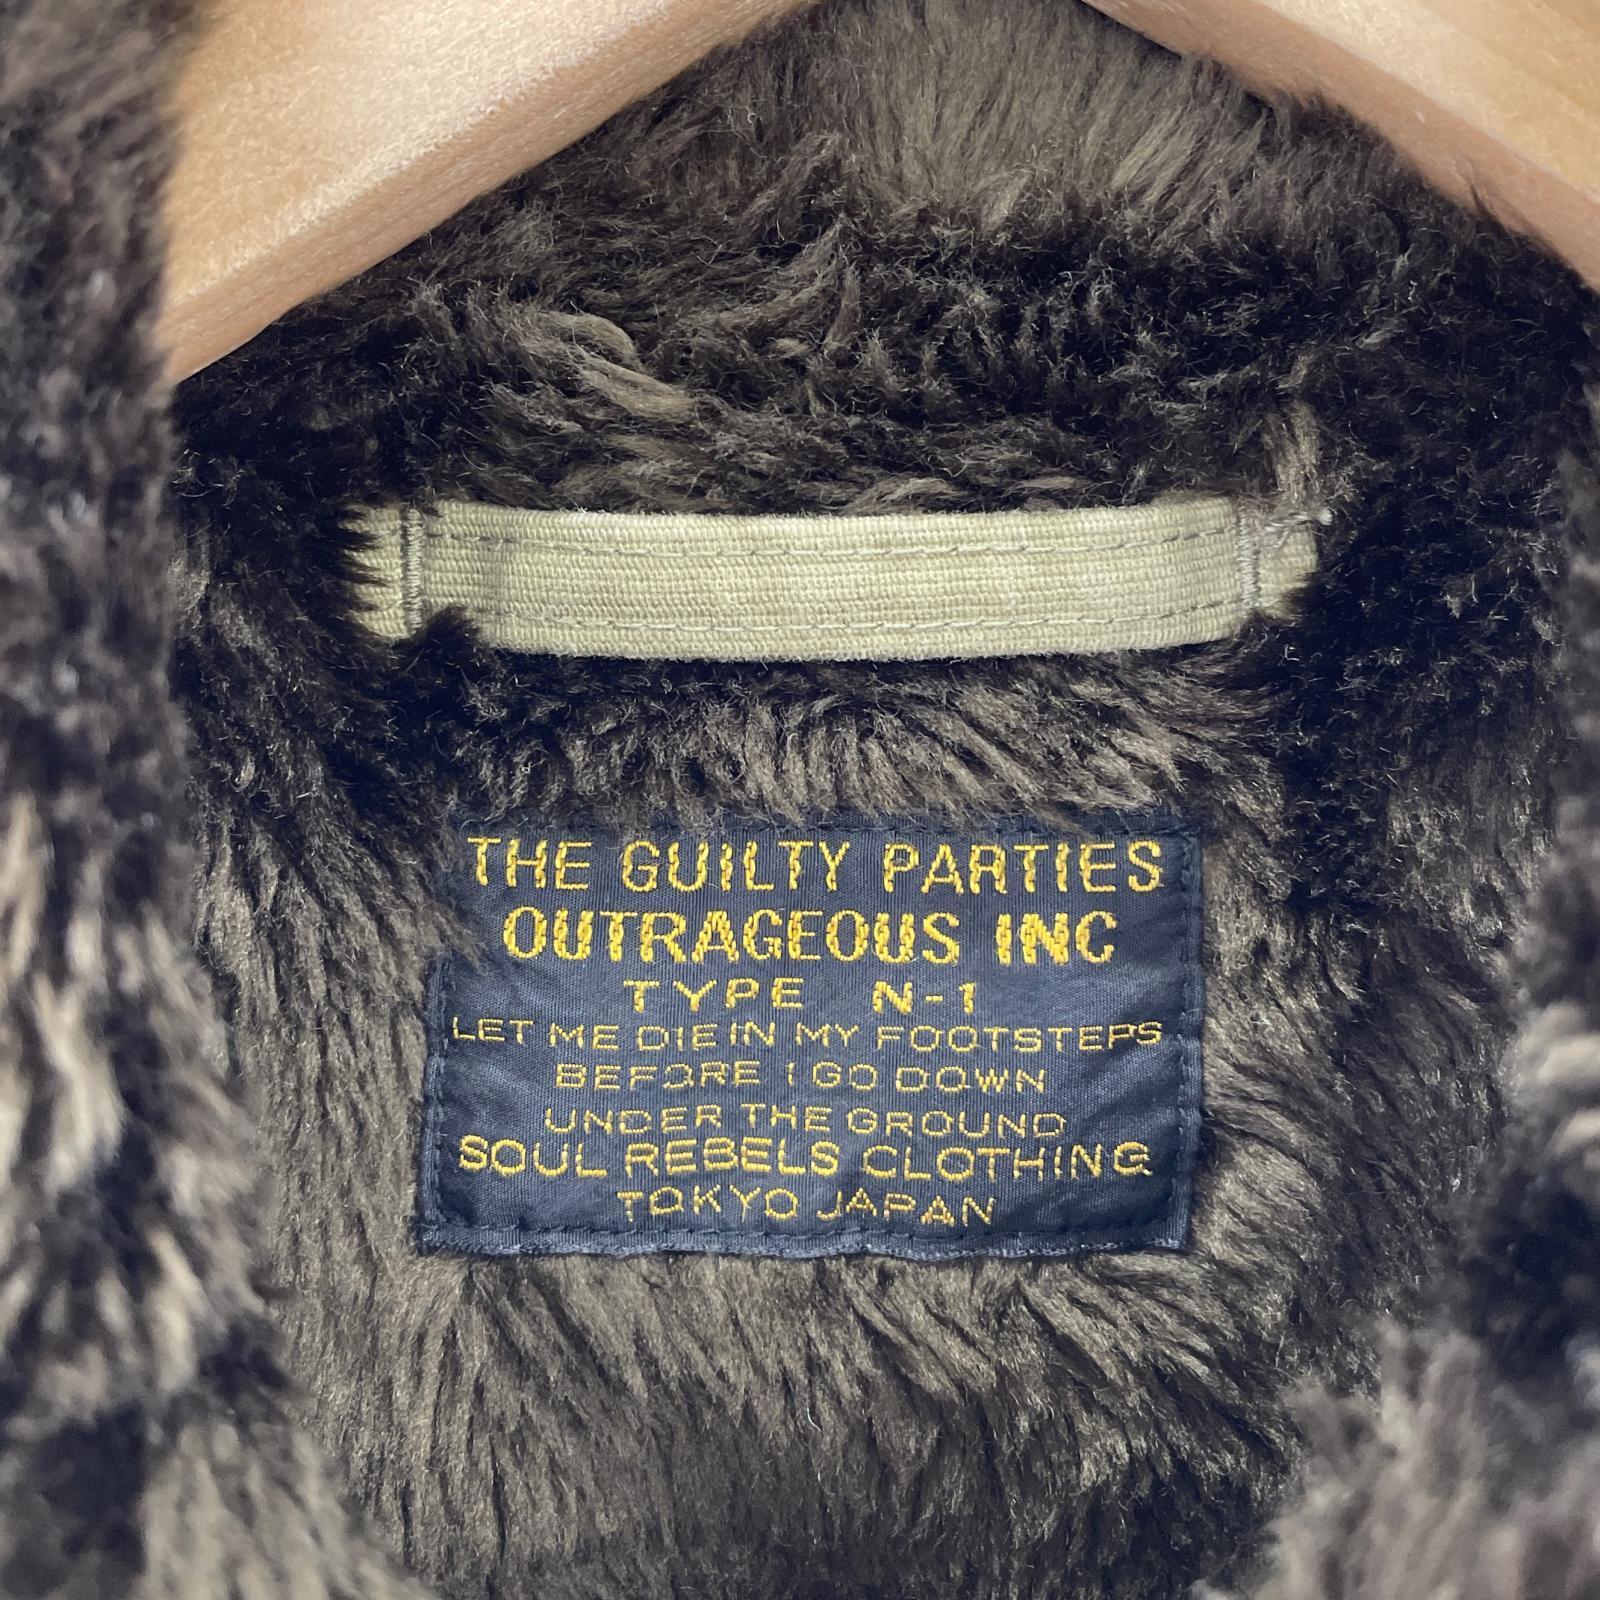 THE GUILTY PARTIES
OUTRAGEOUS INC
TYPE N-1
LET ME DIE IN MY FOOTSTEPS
BEFORE I GO DOWN
UNDER THE GROUND
SOUL REBELS CLOTHING
TOKYO JAPAN